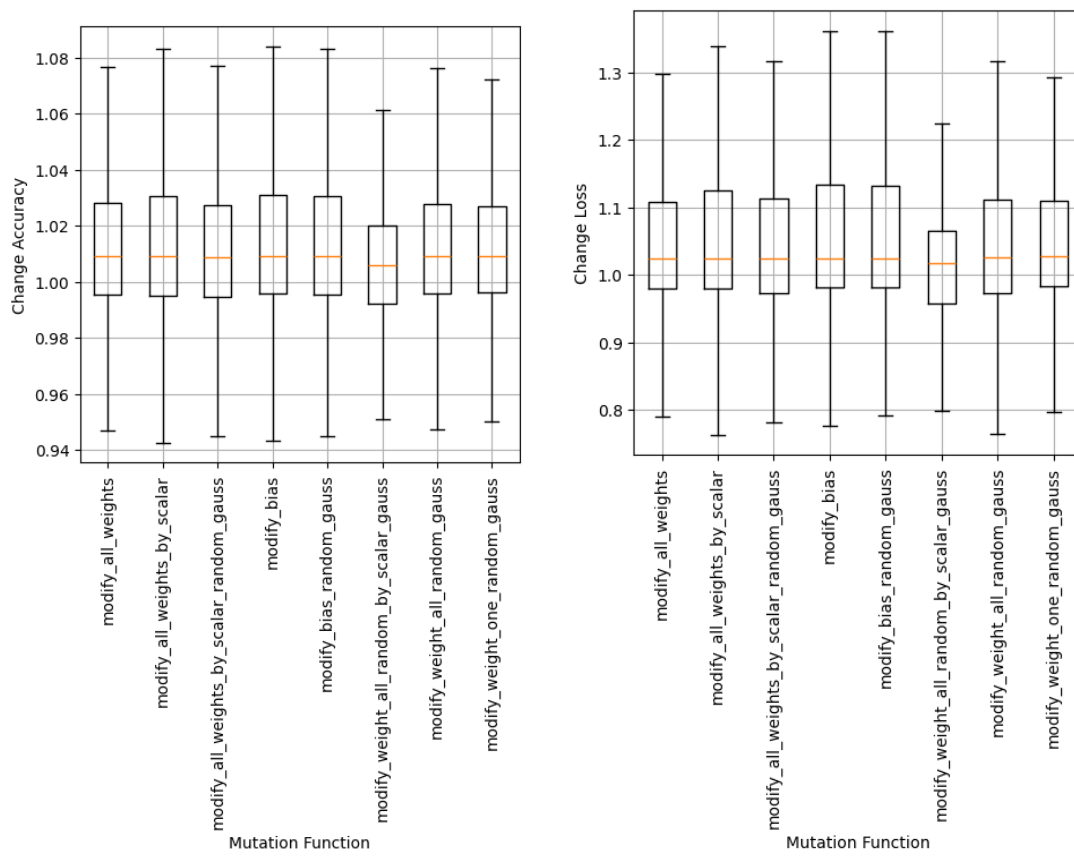 Change Accuracy
1.08
1.06
1.04
1.02
1.00
0.98
0.96
0.94
modify_all_weights
modify_all_weights_by_scalar
modify_all_weights_by_scalar_random_gauss
modify_bias
modify_bias_random_gauss
modify_weight_all_random_by_scalar_gauss
modify_weight_all_random_gauss
modify_weight_one_random_gauss
Mutation Function
Change Loss
1.3
1.2
1.1
1.0
0.9
0.8
modify_all_weights
modify_all_weights_by_scalar
modify_all_weights_by_scalar_random_gauss
modify_bias
modify_bias_random_gauss
modify_weight_all_random_by_scalar_gauss
modify_weight_all_random_gauss
modify_weight_one_random_gauss
Mutation Function